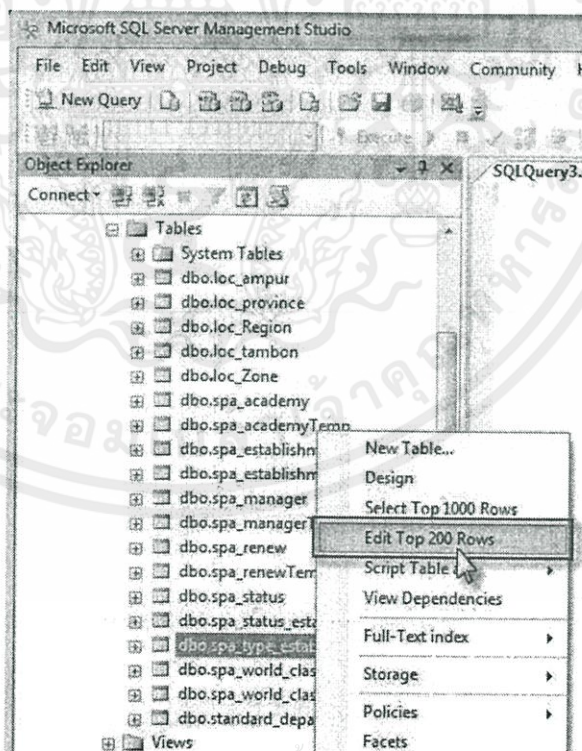 Microsoft SQL Server Management Studio
File Edit View Project Debug Tools Window Community
New Query Execute
Object Explorer
SQLQuery3.
Connect
Tables
System Tables
dbo.loc_ampur
dbo.loc_province
dbo.loc_Region
dbo.loc_tambon
dbo.loc_Zone
dbo.spa_academy
dbo.spa_academyTemp
dbo.spa_establishm
dbo.spa_establishm
dbo.spa_manager
dbo.spa_managerT
dbo.spa_renew
dbo.spa_renewTem
dbo.spa_status
dbo.spa_status_esta
dbo.spa_type_estab
dbo.spa_world_clas
dbo.spa_world_clas
dbo.standard_depa
Views
New Table...
Design
Select Top 1000 Rows
Edit Top 200 Rows
Script Table
View Dependencies
Full-Text index
Storage
Policies
Facets